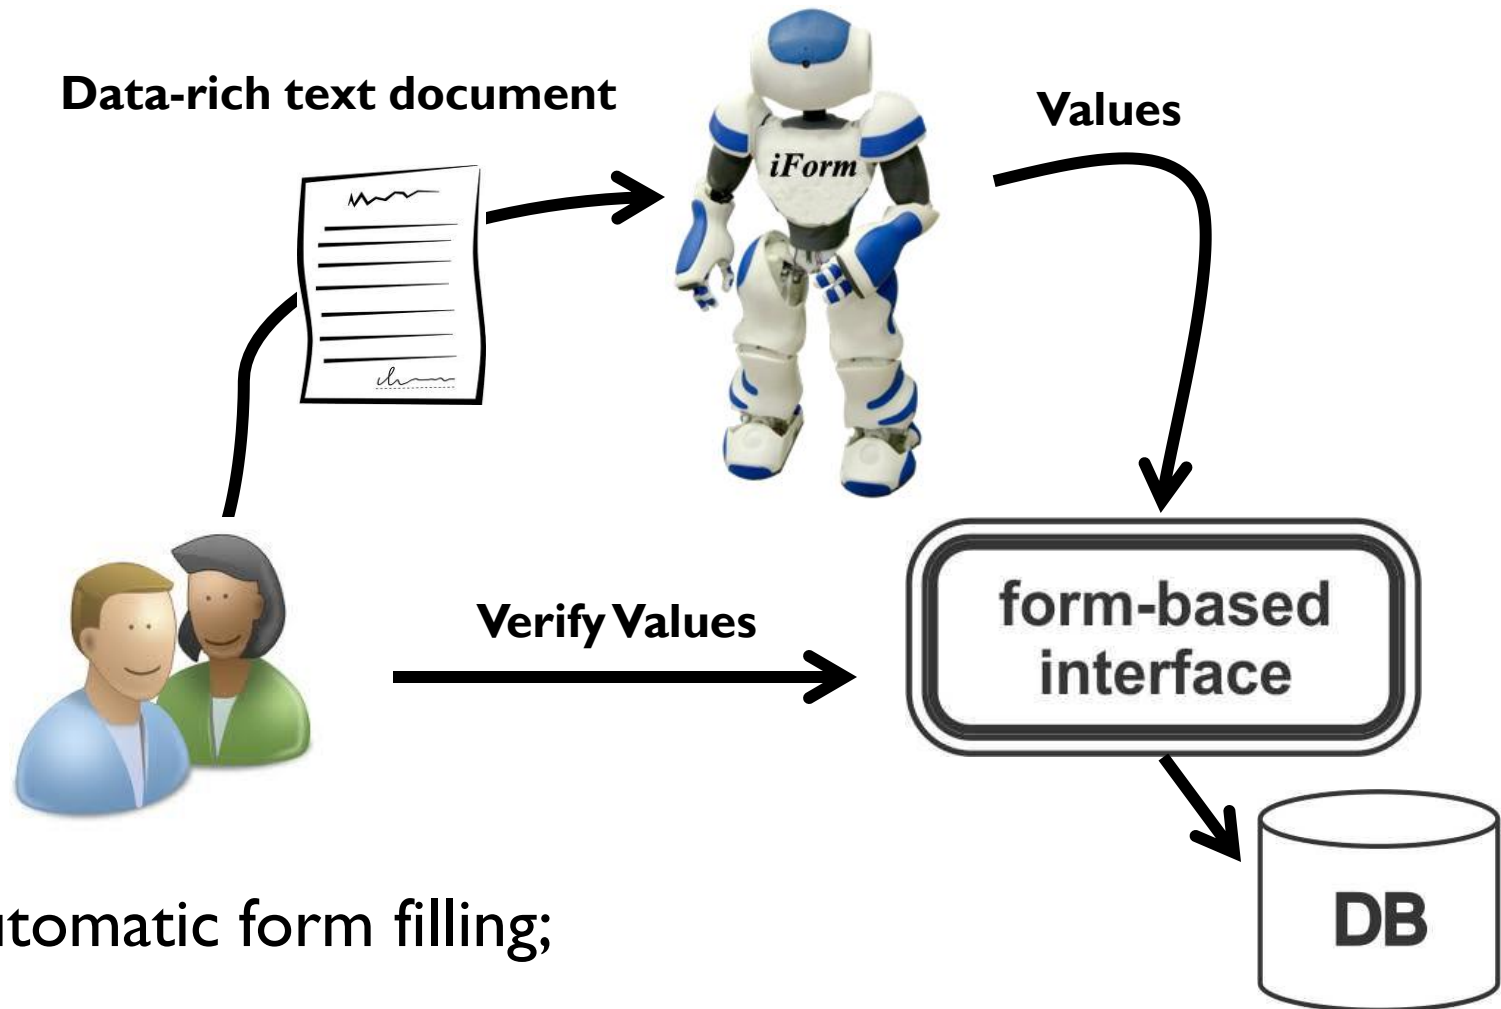 Data-rich text document
Values
iForm
Verify Values
form-based
interface
DB
utomatic form filling;